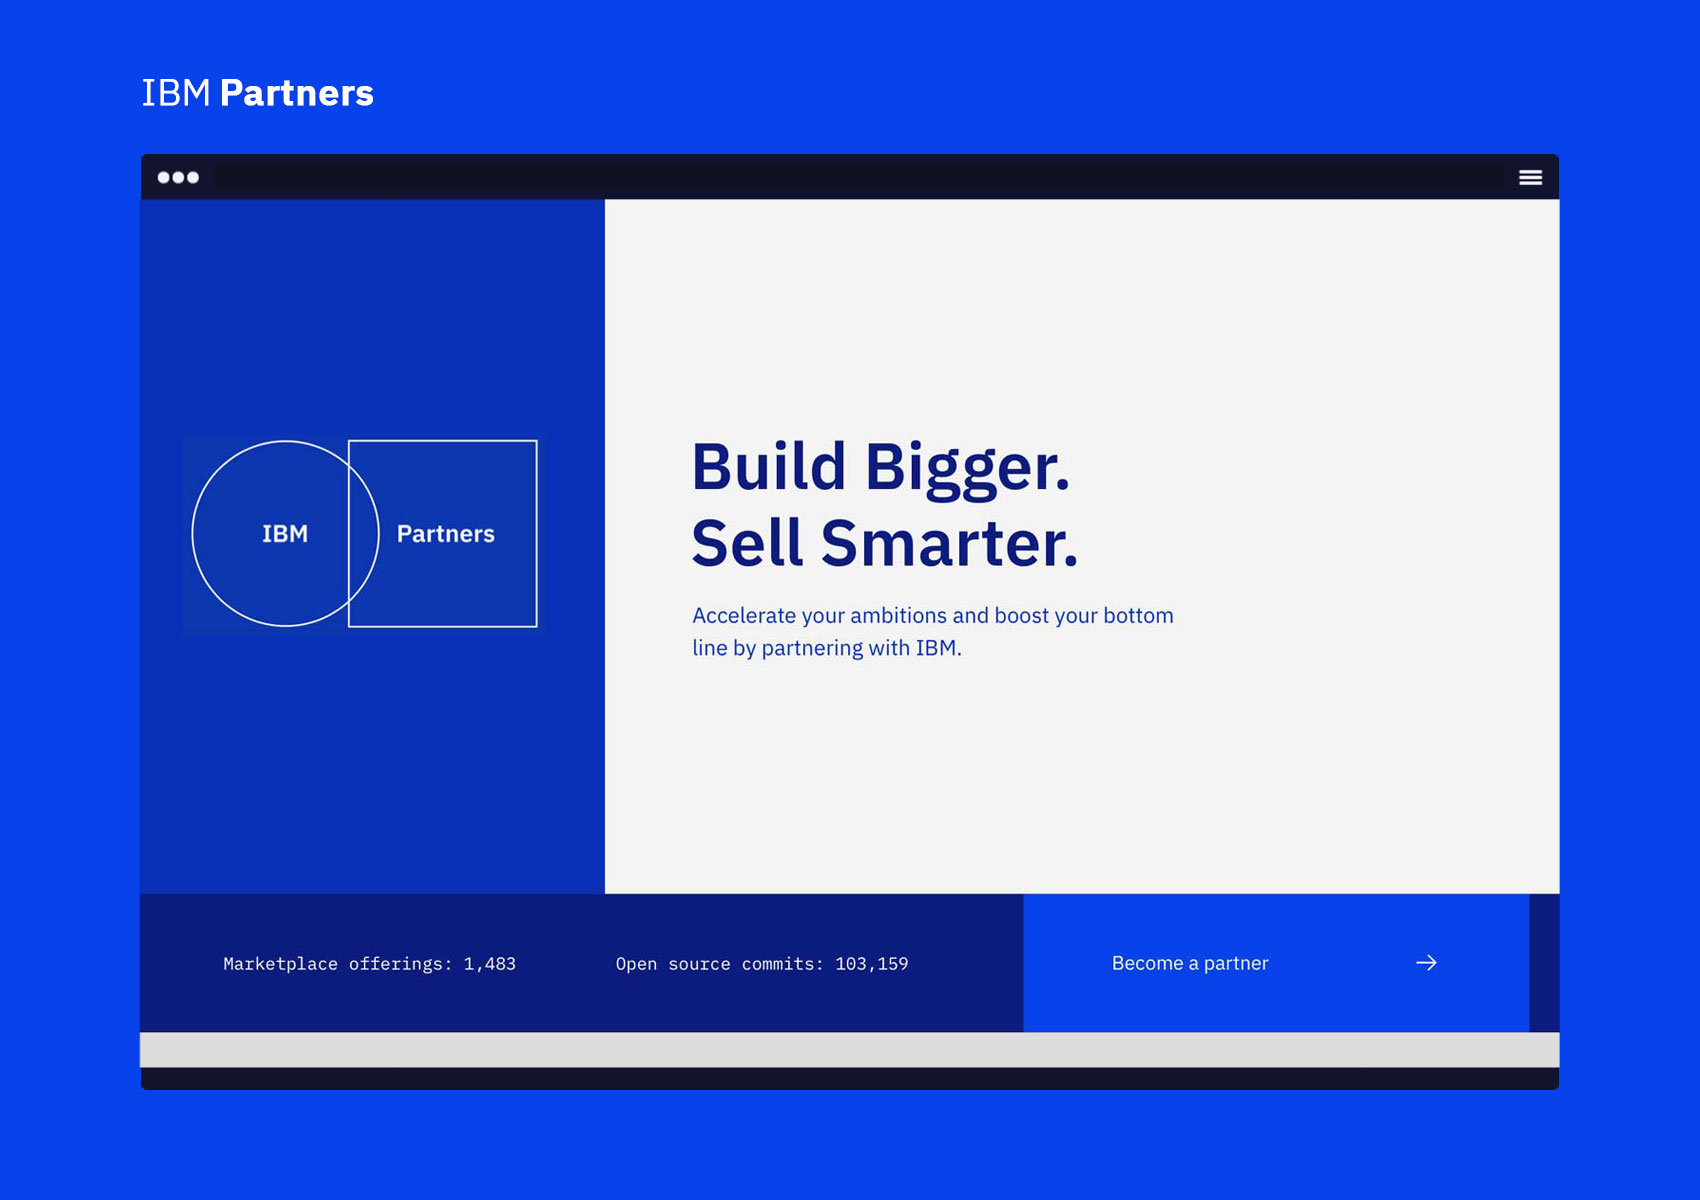 IBM Partners
IBM
Partners
Build Bigger.
Sell Smarter.
Accelerate your ambitions and boost your bottom
line by partnering with IBM.
Marketplace offerings: 1,483
Open source commits: 103,159
Become a partner